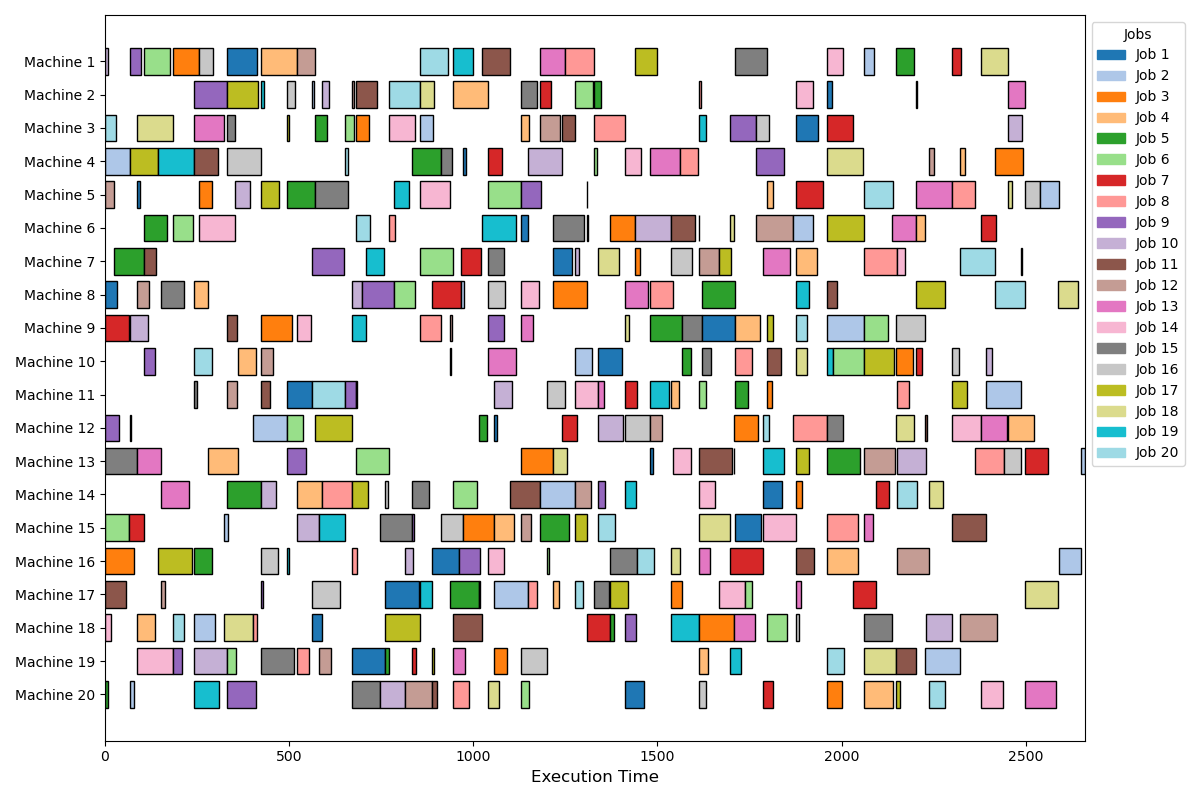 Machine 1
Machine 2
Machine 3
Machine 4
Machine 5
Machine 6
Machine 7
Machine 8
Machine 9
Machine 10
Machine 11
Machine 12
Machine 13
Machine 14
Machine 15
Machine 16
Machine 17
Machine 18
Machine 19
Machine 20
0 500 1000 1500 2000 2500
Execution Time
Jobs
Job 1
Job 2
Job 3
Job 4
Job 5
Job 6
Job 7
Job 8
Job 9
Job 10
Job 11
Job 12
Job 13
Job 14
Job 15
Job 16
Job 17
Job 18
Job 19
Job 20